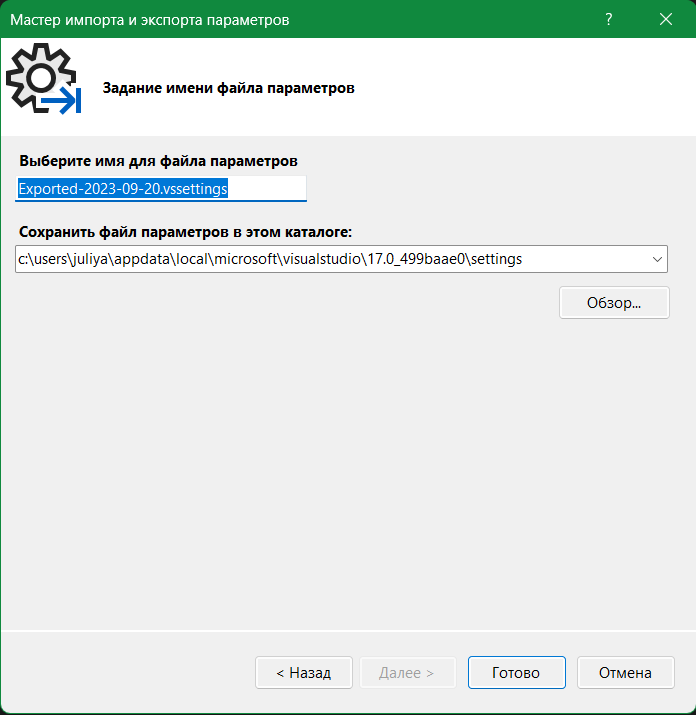 Мастер импорта и экспорта параметров
?
Задание имени файла параметров
Выберите имя для файла параметров
Exported-2023-09-20.vssettings
Сохранить файл параметров в этом каталоге:
c:\users\juliya\appdata\local\microsoft\visualstudio\17.0_499baae0\settings
Обзор...
< Назад
Далее >
Готово
Отмена